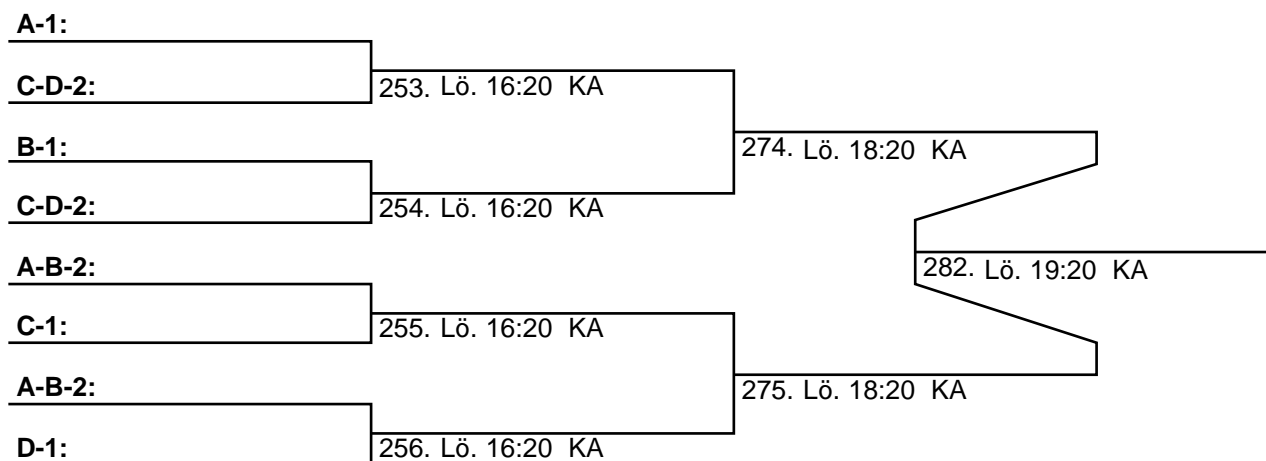 A-1:
253. Lö. 16:20 KA
C-D-2:
B-1:
274. Lö. 18:20 KA
C-D-2:
254. Lö. 16:20 KA
A-B-2:
282. Lö. 19:20 KA
C-1:
255. Lö. 16:20 KA
A-B-2:
275. Lö. 18:20 KA
D-1:
256. Lö. 16:20 KA